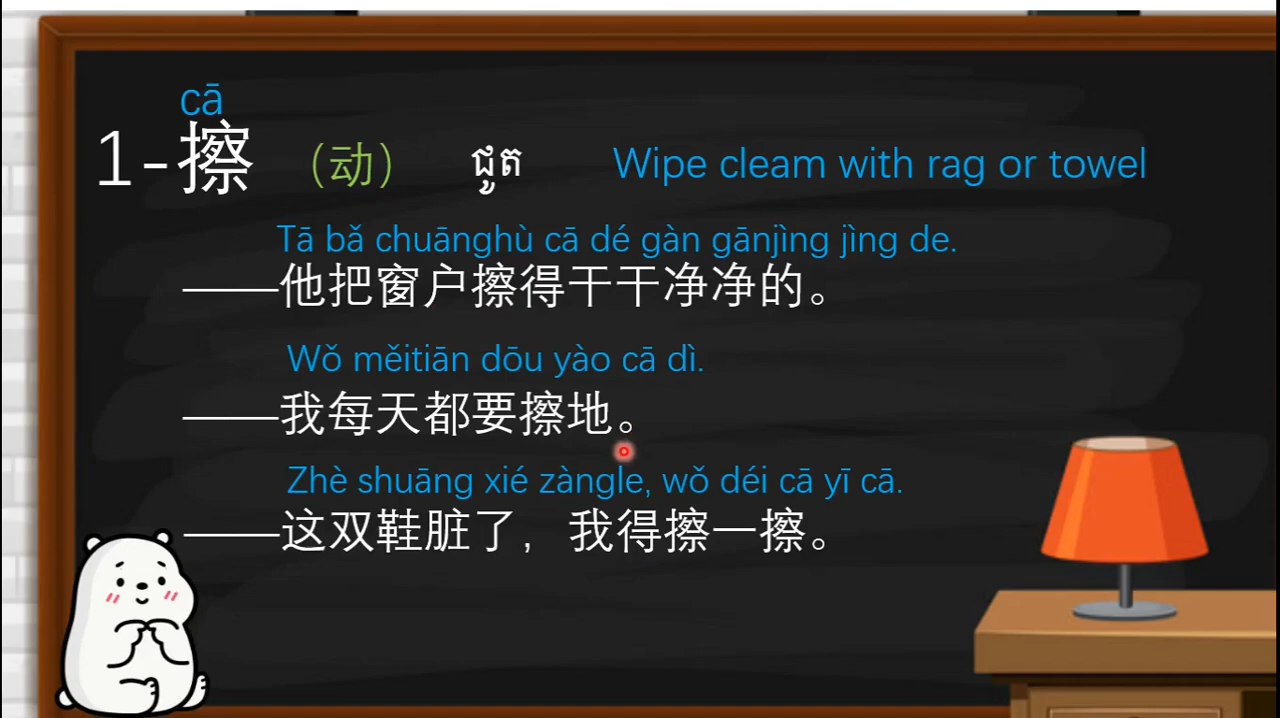 cā
1-擦 (动) ជូត Wipe cleam with rag or towel
Tā bǎ chuānghù cā dé gàn gānjìng jìng de.
——他把窗户擦得干干净净的。
Wǒ měitiān dōu yào cā dì.
——我每天都要擦地。
Zhè shuāng xié zàngle, wǒ déi cā yī cā.
——这双鞋脏了，我得擦一擦。